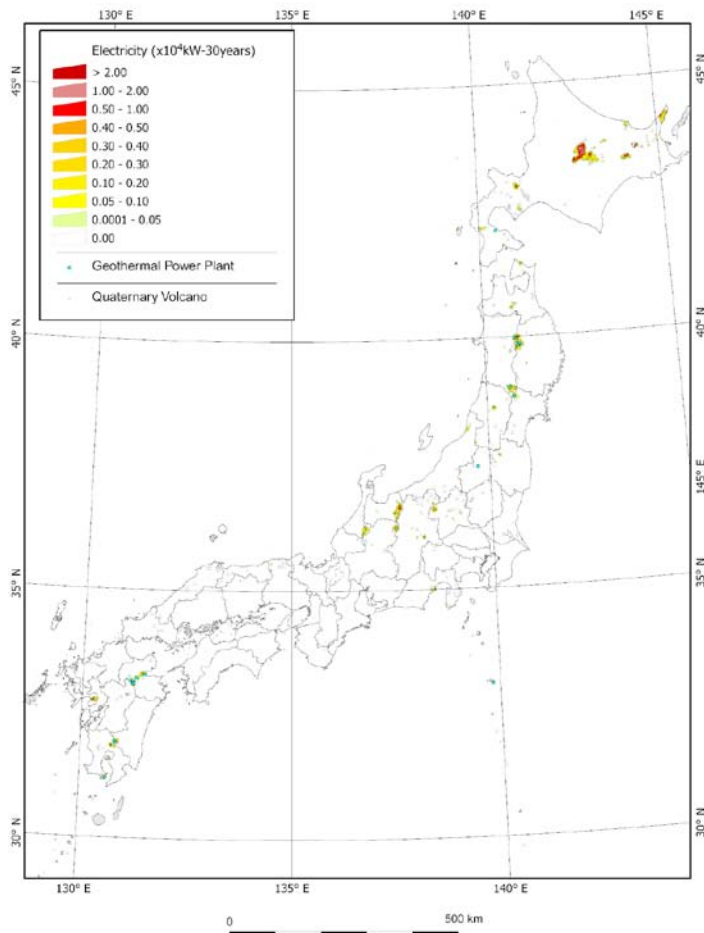 130° E
135° E
140° E
145° E
Electricity (x10⁴kW-30years)
> 2.00
1.00 - 2.00
0.50 - 1.00
0.40 - 0.50
0.30 - 0.40
0.20 - 0.30
0.10 - 0.20
0.05 - 0.10
0.0001 - 0.05
0.00
Geothermal Power Plant
Quaternary Volcano
45° N
45° N
40° N
40° N
145° E
35° N
35° N
30° N
30° N
130° E
135° E
140° E
0
500 km